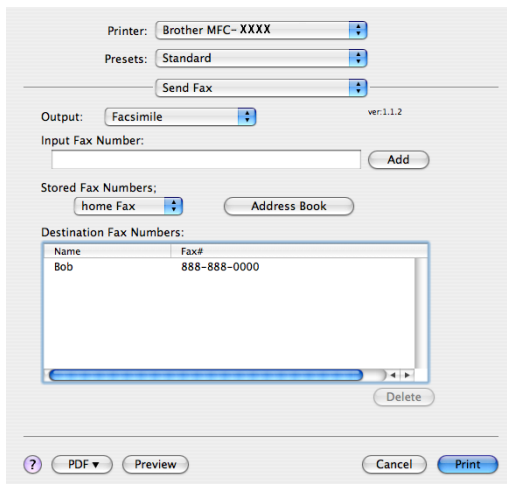 Printer: Brother MFC-XXXX
Presets: Standard
Send Fax
Output: Facsimile ver:1.1.2
Input Fax Number:
Add
Stored Fax Numbers;
home Fax Address Book
Destination Fax Numbers:
Name Fax#
Bob 888-888-0000
Delete
? PDF▼ Preview Cancel Print